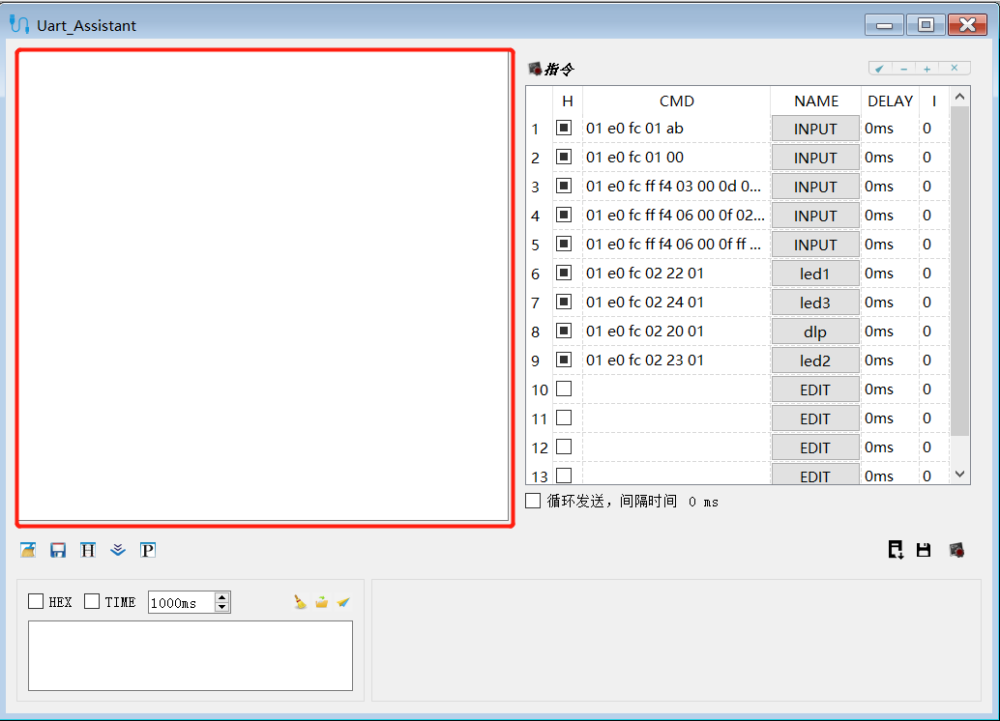 Uart_Assistant
指令
H CMD NAME DELAY I
1 01 e0 fc 01 ab INPUT 0ms 0
2 01 e0 fc 01 00 INPUT 0ms 0
3 01 e0 fc ff f4 03 00 0d 0... INPUT 0ms 0
4 01 e0 fc ff f4 06 00 0f 02... INPUT 0ms 0
5 01 e0 fc ff f4 06 00 0f ff ... INPUT 0ms 0
6 01 e0 fc 02 22 01 led1 0ms 0
7 01 e0 fc 02 24 01 led3 0ms 0
8 01 e0 fc 02 20 01 dlp 0ms 0
9 01 e0 fc 02 23 01 led2 0ms 0
10 EDIT 0ms 0
11 EDIT 0ms 0
12 EDIT 0ms 0
13 EDIT 0ms 0
循环发送，间隔时间 0 ms
H P
HEX TIME 1000ms